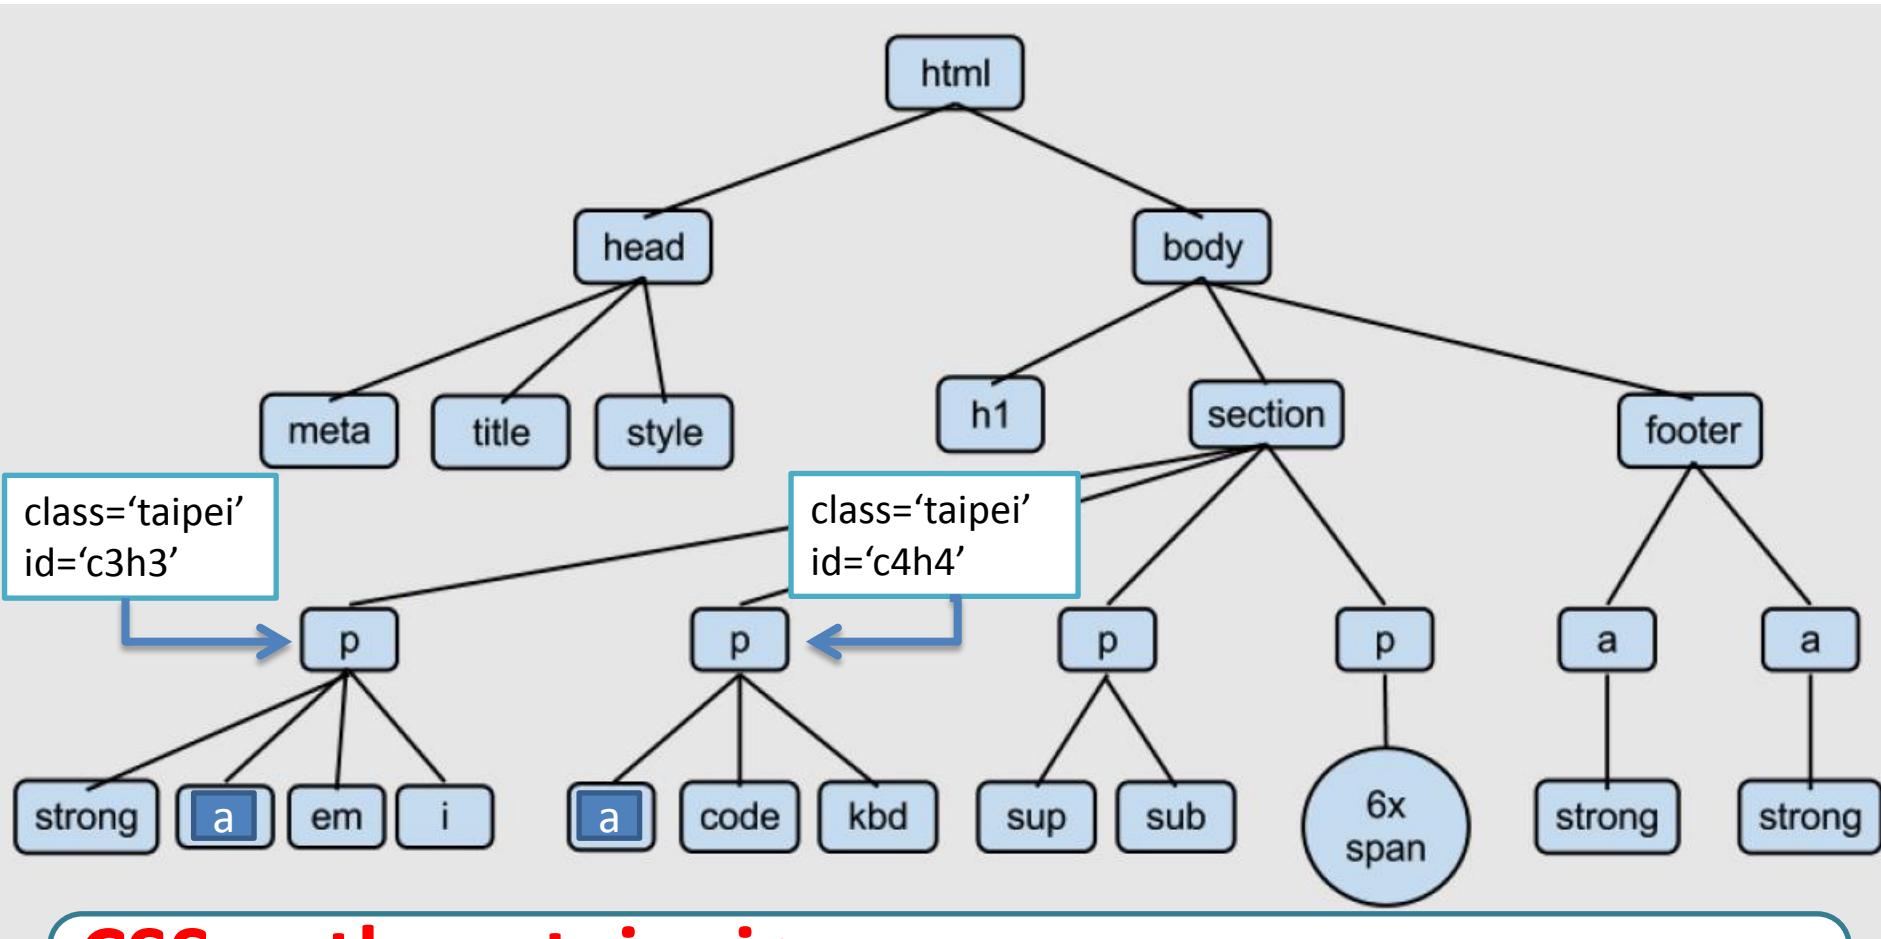 html
head
body
meta
title
style
h1
section
footer
class=‘taipei’
id=‘c3h3’
class=‘taipei’
id=‘c4h4’
p
p
p
p
a
a
strong
a
em
i
a
code
kbd
sup
sub
6x
span
strong
strong